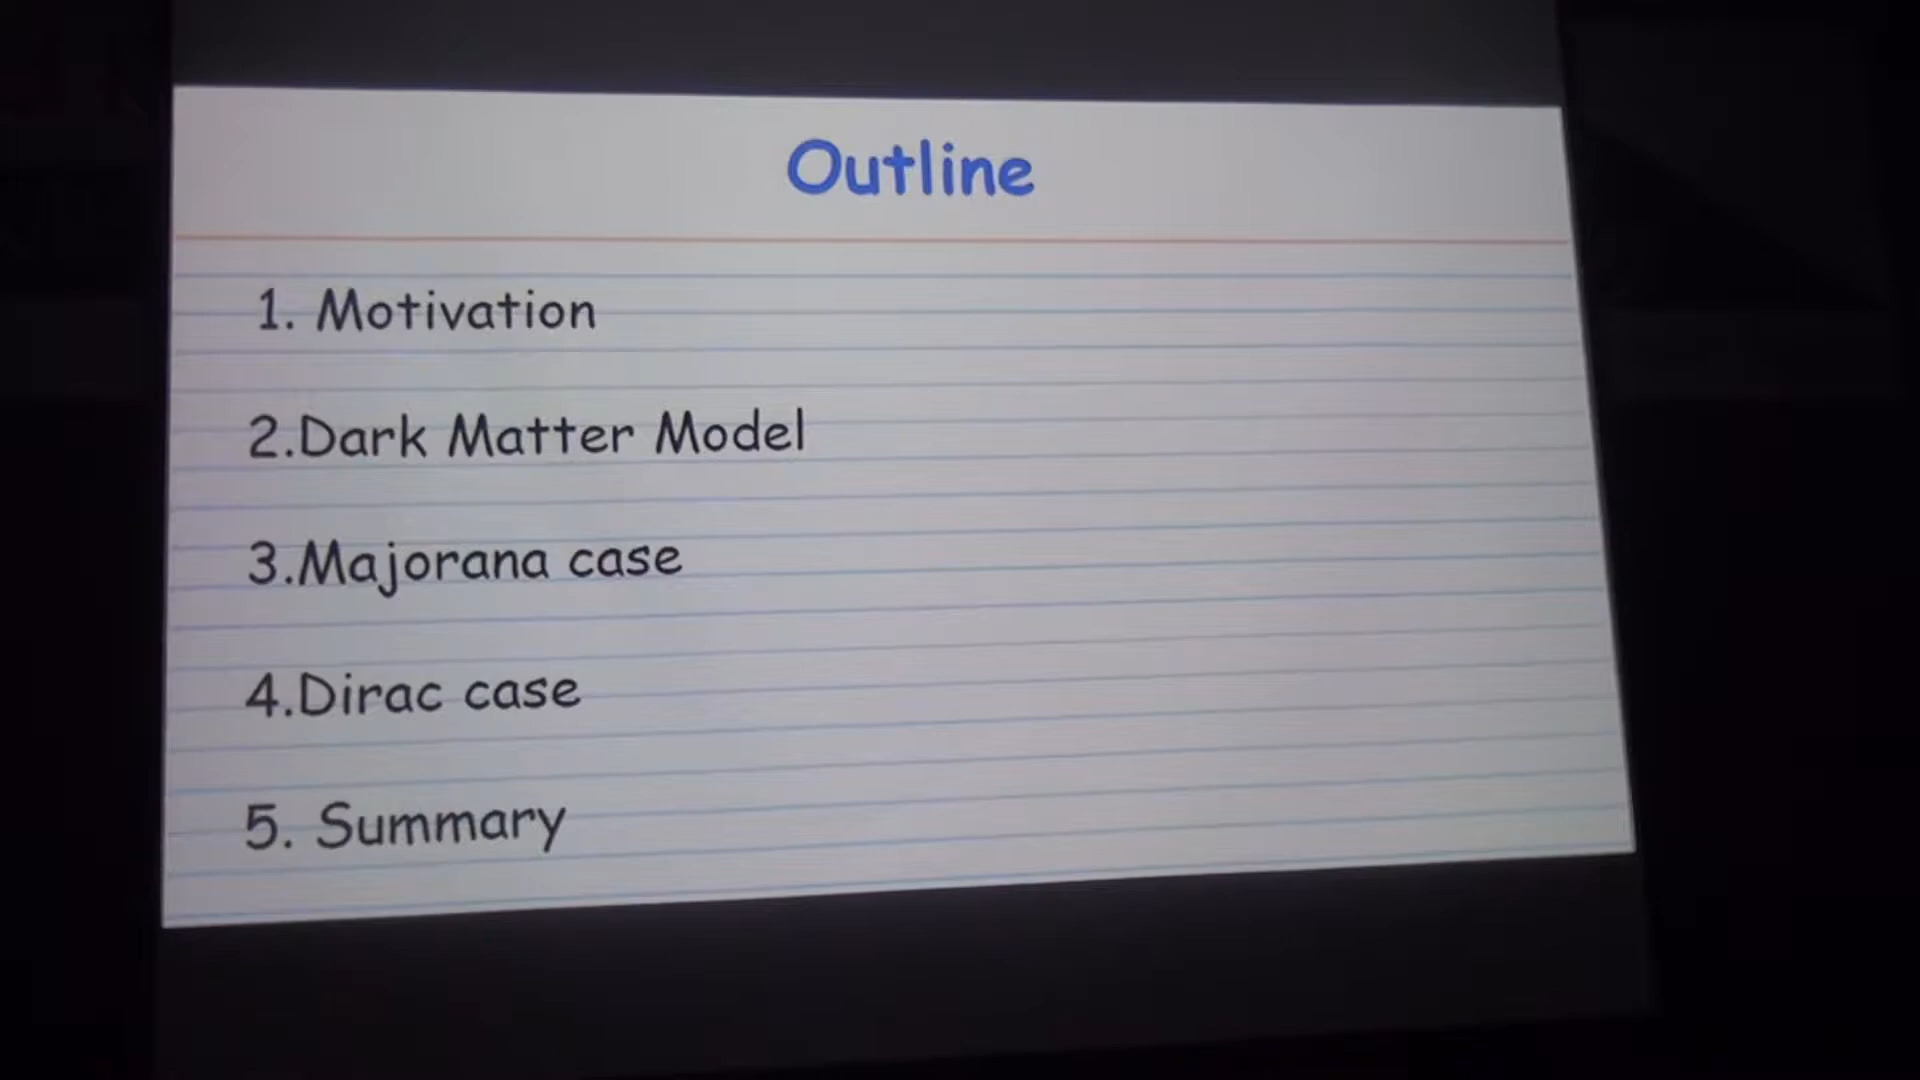 Outline
1. Motivation
2.Dark Matter Model
3.Majorana case
4.Dirac case
5. Summary